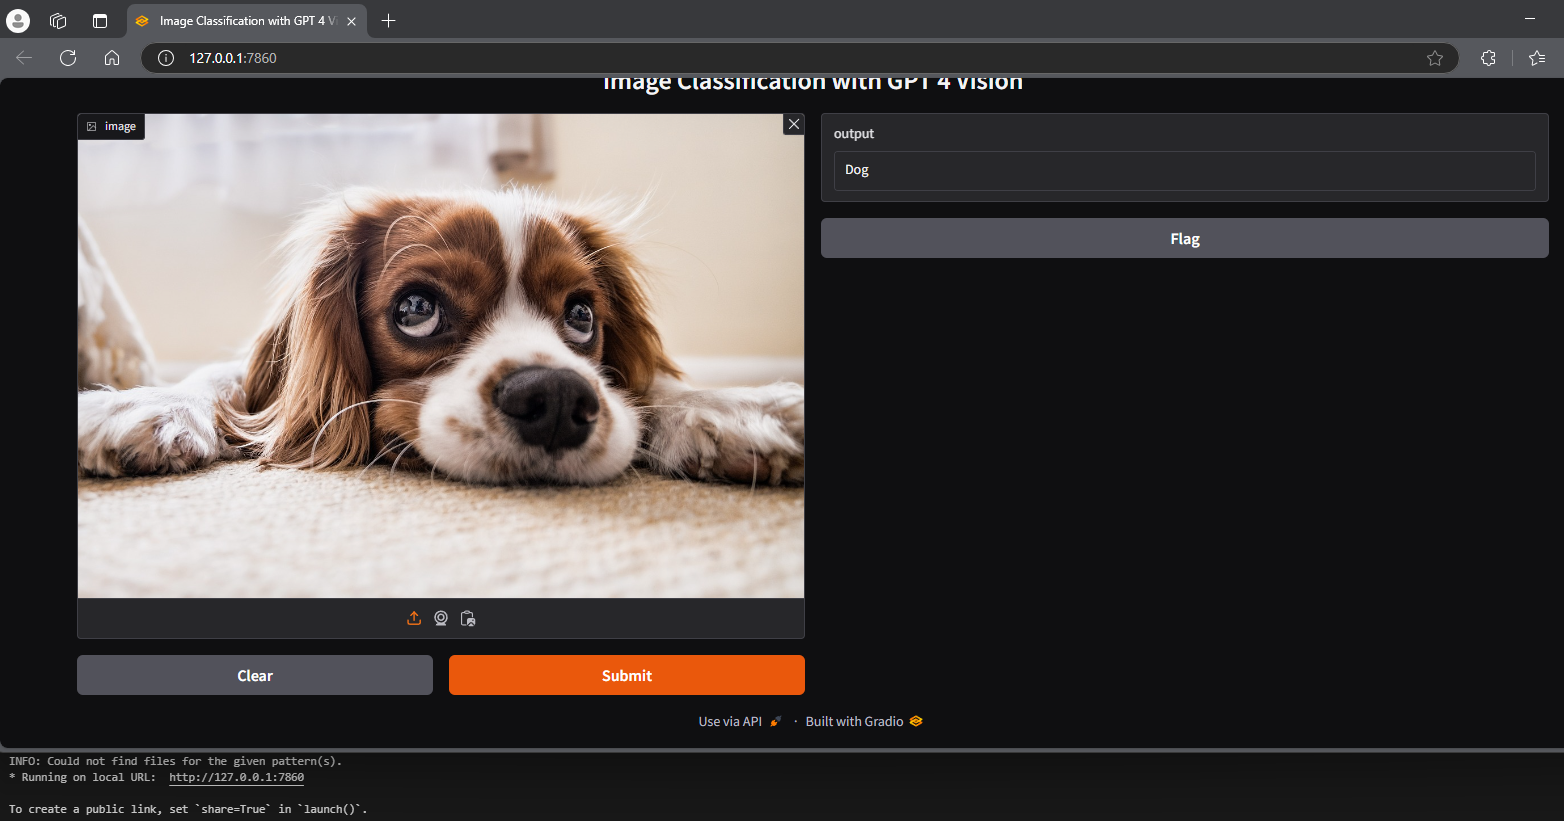 Image Classification with GPT 4 Vi
127.0.0.1:7860
Image Classification with GPT 4 Vision
image
output
Dog
Flag
Clear
Submit
Use via API · Built with Gradio
INFO: Could not find files for the given pattern(s).
* Running on local URL: http://127.0.0.1:7860
To create a public link, set `share=True` in `launch()`.